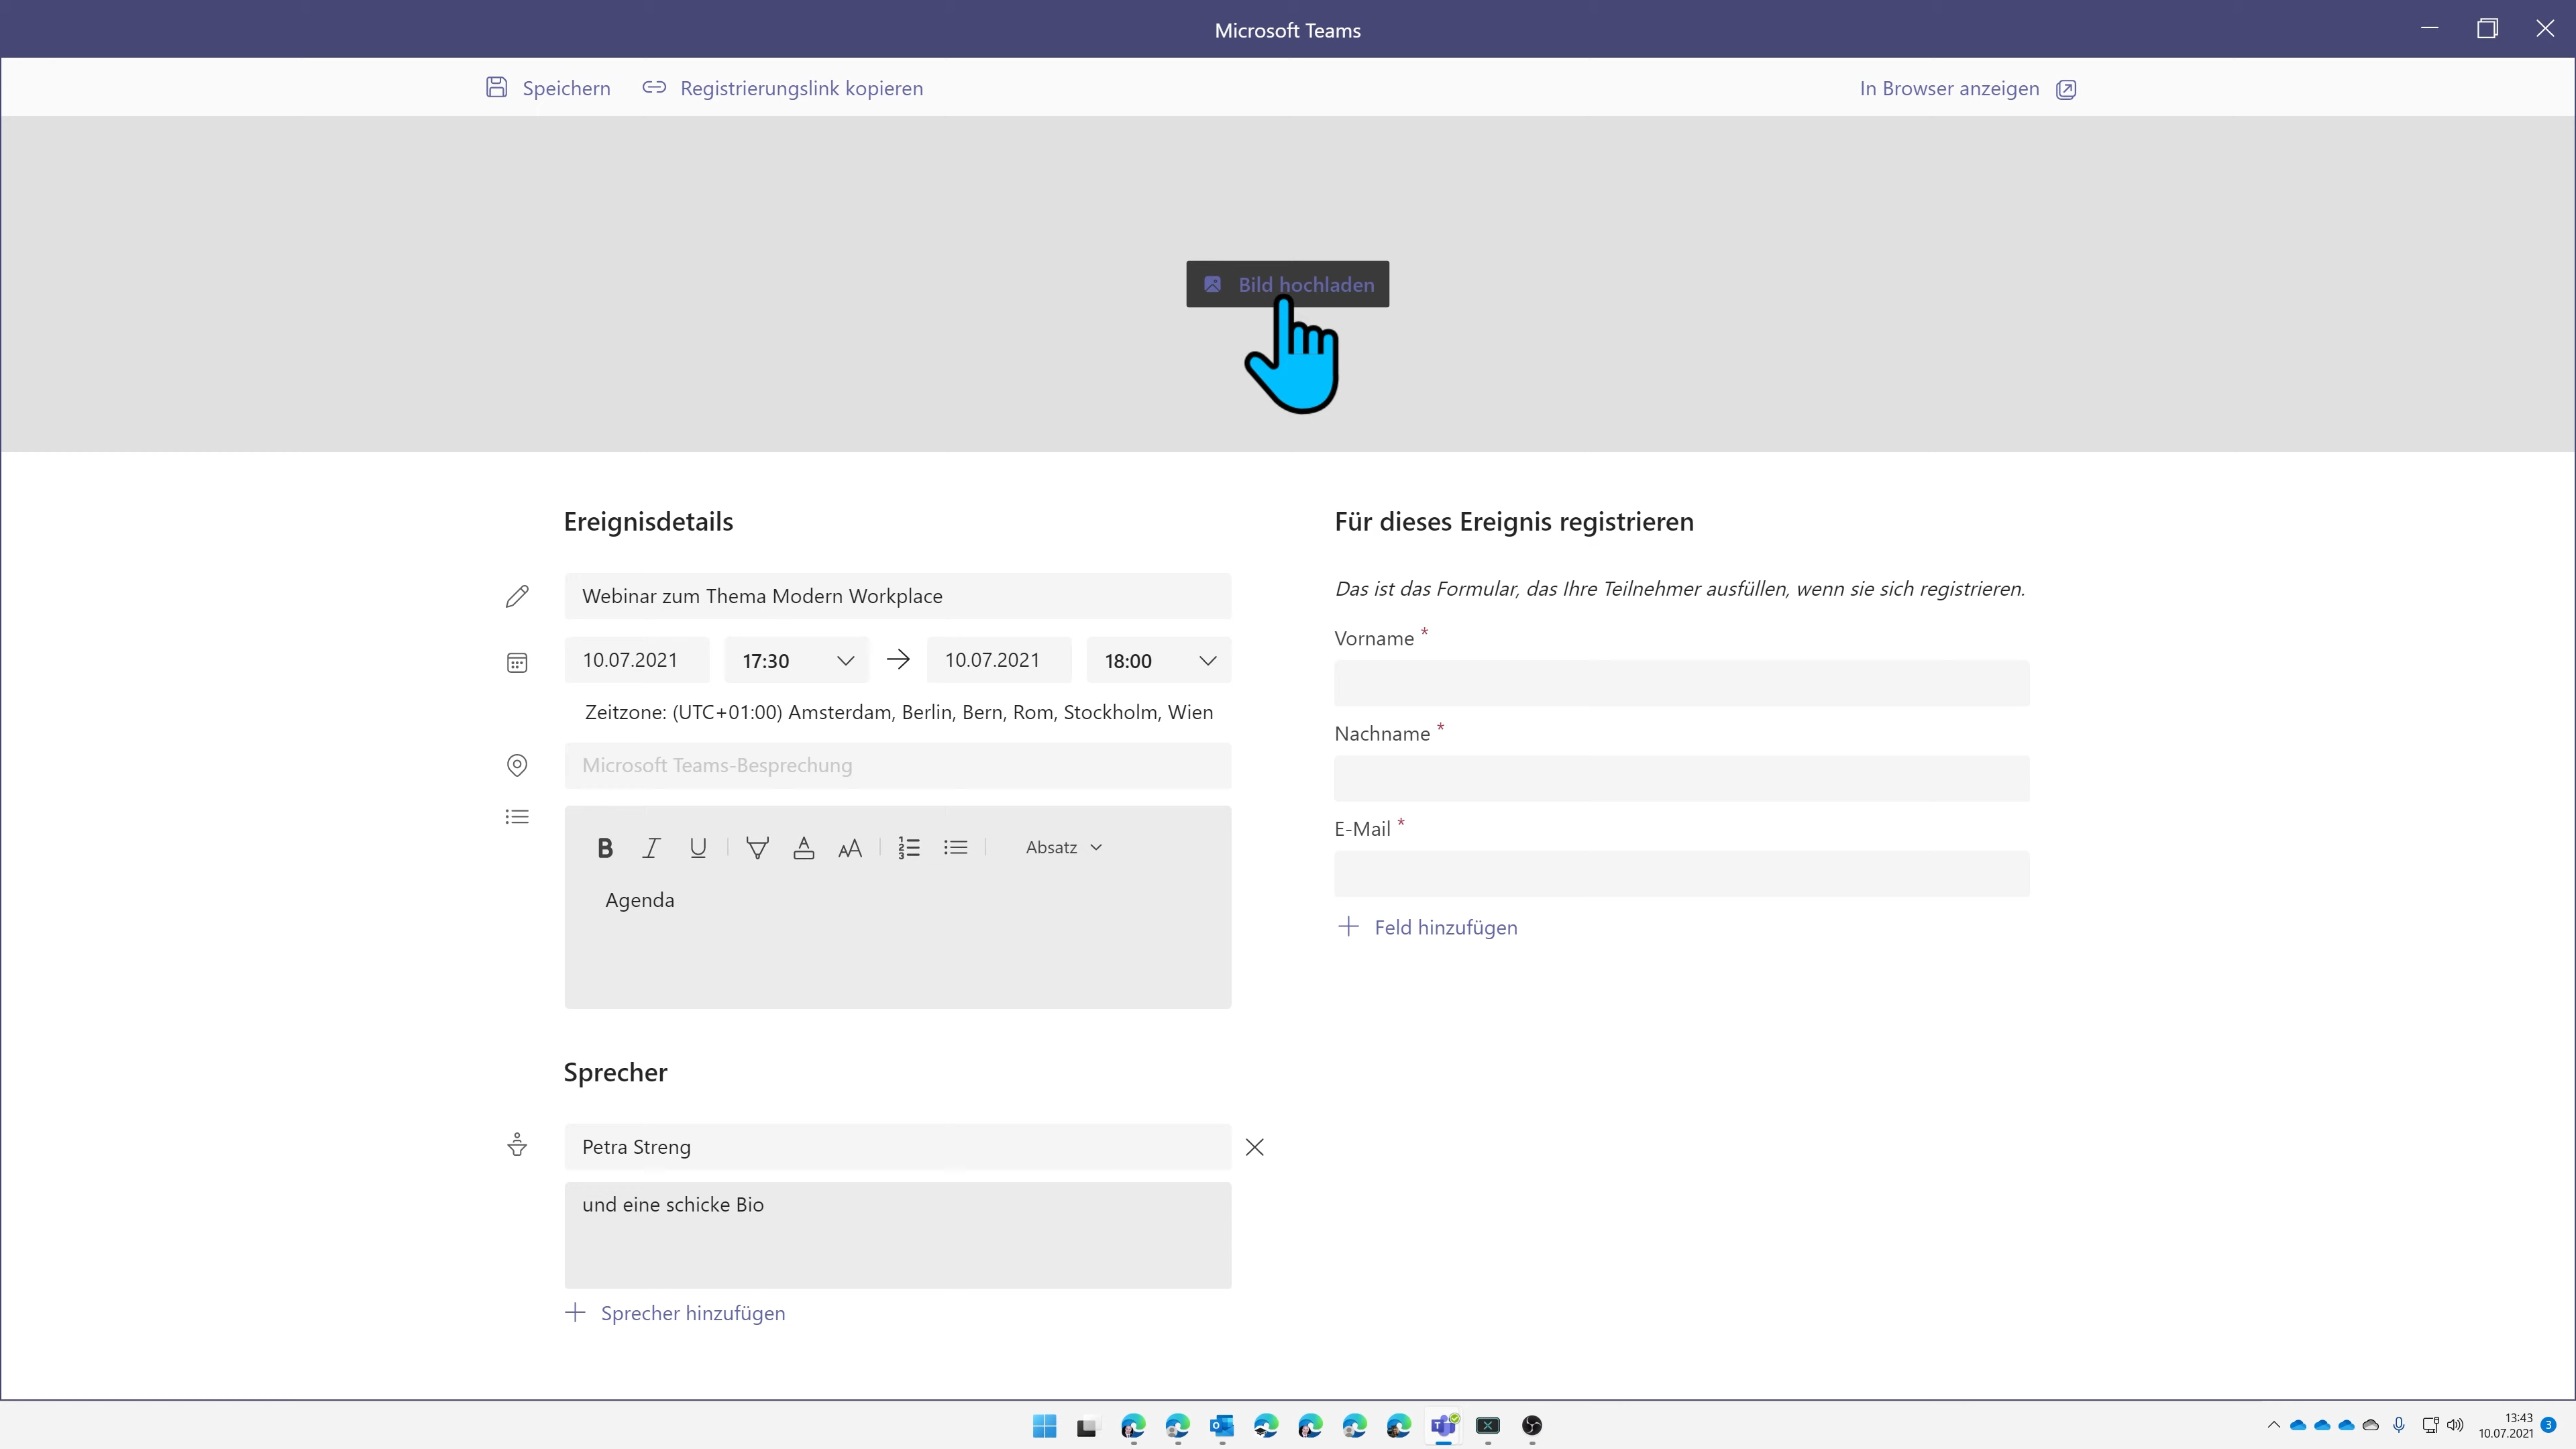 Microsoft Teams
Speichern
Registrierungslink kopieren
In Browser anzeigen
Bild hochladen
Ereignisdetails
Webinar zum Thema Modern Workplace
10.07.2021 17:30 10.07.2021 18:00
Zeitzone: (UTC+01:00) Amsterdam, Berlin, Bern, Rom, Stockholm, Wien
Microsoft Teams-Besprechung
Absatz
Agenda
Sprecher
Petra Streng
und eine schicke Bio
Sprecher hinzufügen
Für dieses Ereignis registrieren
Das ist das Formular, das Ihre Teilnehmer ausfüllen, wenn sie sich registrieren.
Vorname *
Nachname *
E-Mail *
Feld hinzufügen
13:43
10.07.2021
3